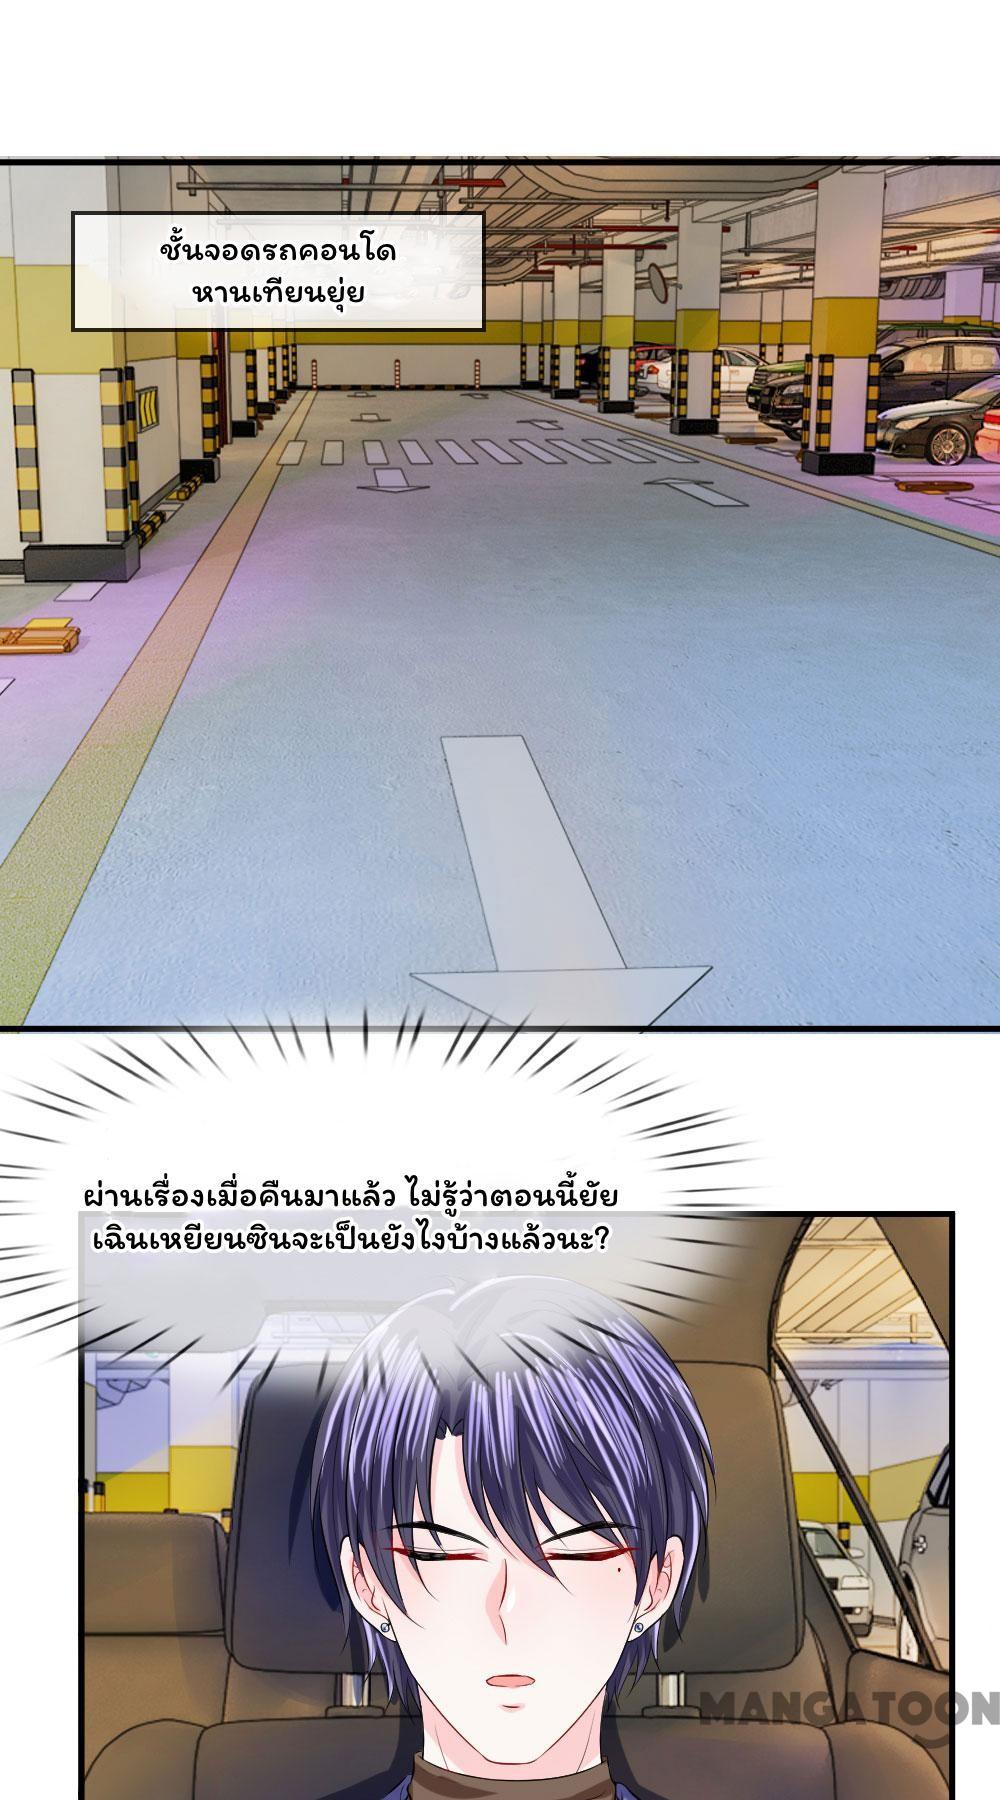 ชั้นจอดรถคอนโด
หานเทียนยุ่ย
ผ่านเรื่องเมื่อคืนมาแล้ว ไม่รู้ว่าตอนนี้ยัย
เฉินเหยียนซินจะเป็นยังไงบ้างแล้วนะ?
MANGATOON